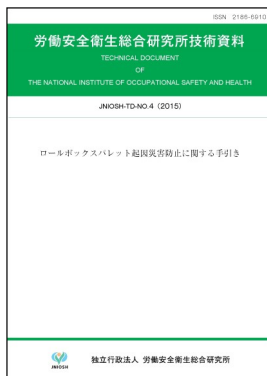 ISSN 2186-6910
労働安全衛生総合研究所技術資料
TECHNICAL DOCUMENT
OF
THE NATIONAL INSTITUTE OF OCCUPATIONAL SAFETY AND HEALTH
JNIOSH-TD-NO.4 (2015)
ロールボックスパレット起因災害防止に関する手引き
JNIOSH
独立行政法人 労働安全衛生総合研究所